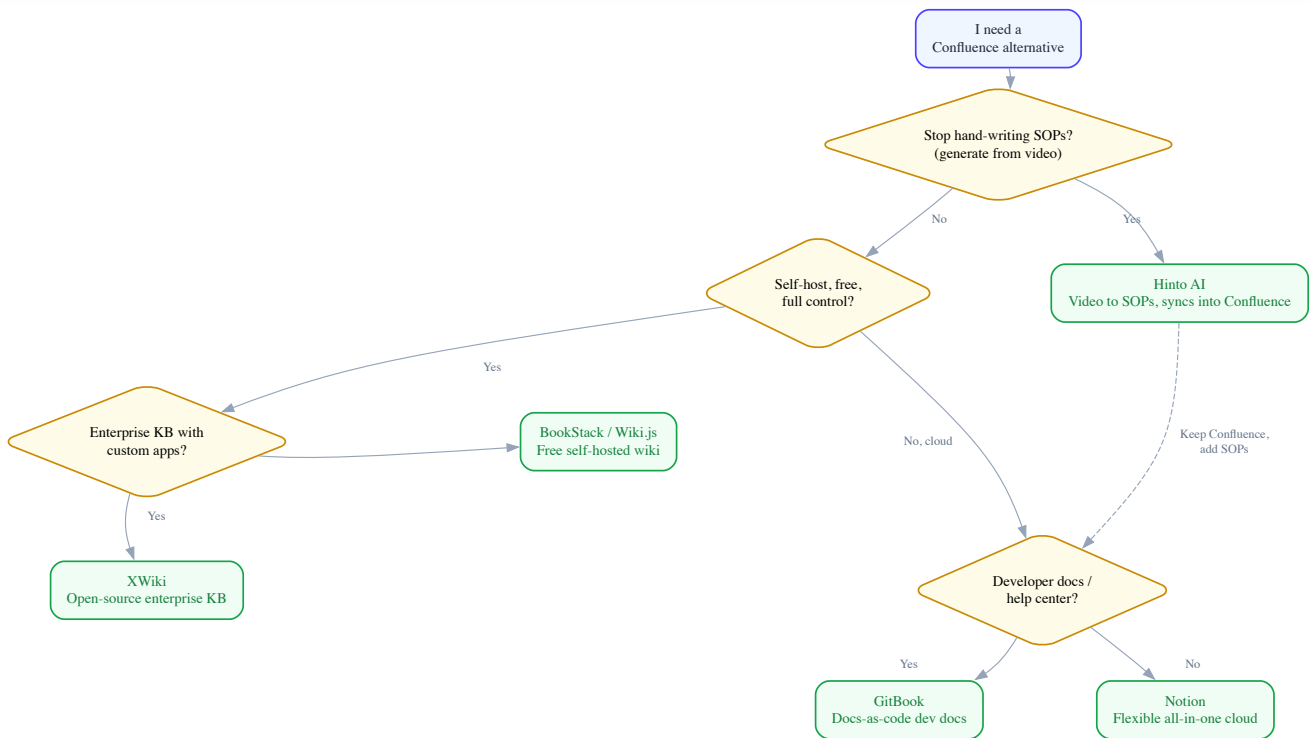 I need a
Confluence alternative
Stop hand-writing SOPs?
(generate from video)
No
Yes
Self-host, free,
full control?
Hinto AI
Video to SOPs, syncs into Confluence
Yes
Enterprise KB with
custom apps?
BookStack / Wiki.js
Free self-hosted wiki
No, cloud
Keep Confluence,
add SOPs
Yes
XWiki
Open-source enterprise KB
Developer docs /
help center?
Yes
No
GitBook
Docs-as-code dev docs
Notion
Flexible all-in-one cloud